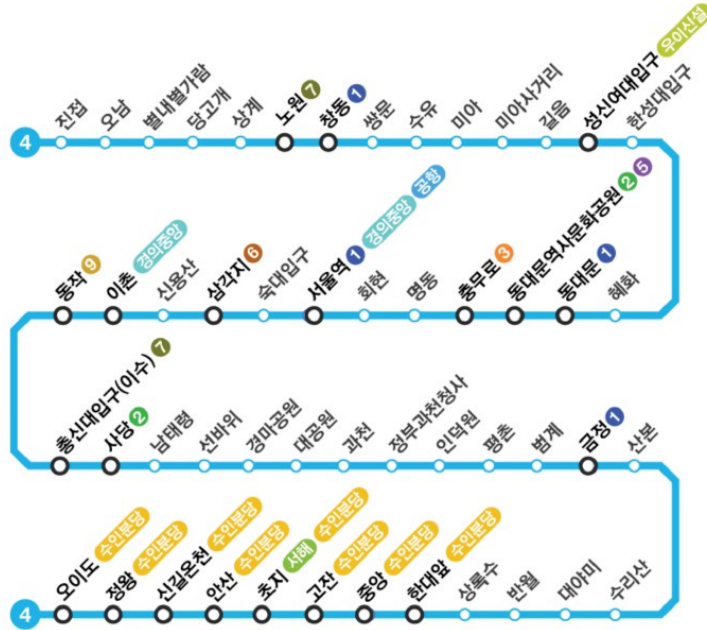 4
진접
오남
별내별가람
당고개
상계
노원 7
창동 1
쌍문
수유
미아
미아사거리
길음
성신여대입구 우이신설
한성대입구
동작 9
이촌 경의중앙
신용산
삼각지 6
숙대입구
서울역 1 경의중앙 공항
회현
명동
충무로 3
동대문역사문화공원 2 5
동대문 1
혜화
총신대입구(이수) 7
사당 2
남태령
선바위
경마공원
대공원
과천
정부과천청사
인덕원
평촌
범계
금정 1
산본
4
오이도 수인분당
정왕 수인분당
신길온천 수인분당
안산 수인분당
초지 서해 수인분당
고잔 수인분당
중앙 수인분당
한대앞 수인분당
상록수
반월
대야미
수리산